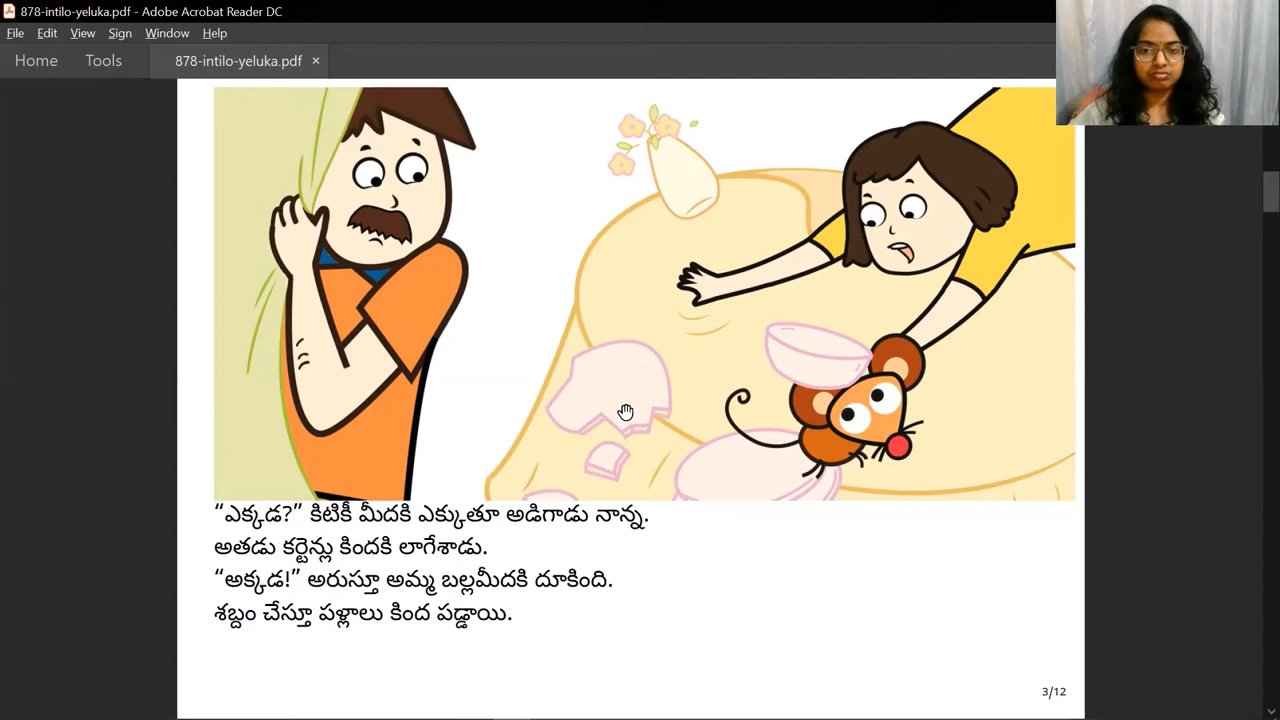 878-intilo-yeluka.pdf - Adobe Acrobat Reader DC
File Edit View Sign Window Help
Home Tools 878-intilo-yeluka.pdf ×
“ఎక్కడ?” కిటికీ మీదకి ఎక్కుతూ అడిగాడు నాన్న.
అతడు కర్టెన్లు కిందకి లాగేశాడు.
“అక్కడ!” అరుస్తూ అమ్మ బల్లమీదకి దూకింది.
శబ్దం చేస్తూ పళ్లాలు కింద పడ్డాయి.
3/12